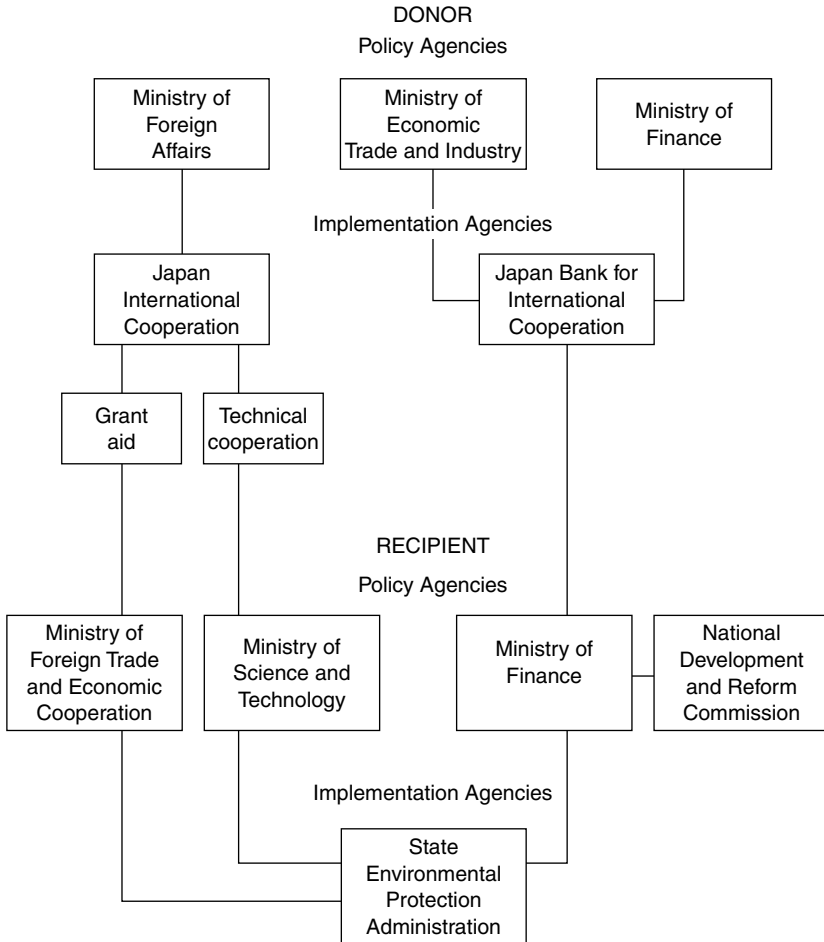 DONOR
Policy Agencies
Ministry of
Foreign
Affairs
Ministry of
Economic
Trade and Industry
Ministry of
Finance
Implementation Agencies
Japan
International
Cooperation
Japan Bank for
International
Cooperation
Grant
aid
Technical
cooperation
RECIPIENT
Policy Agencies
Ministry of
Foreign Trade
and Economic
Cooperation
Ministry of
Science and
Technology
Ministry of
Finance
National
Development
and Reform
Commission
Implementation Agencies
State
Environmental
Protection
Administration